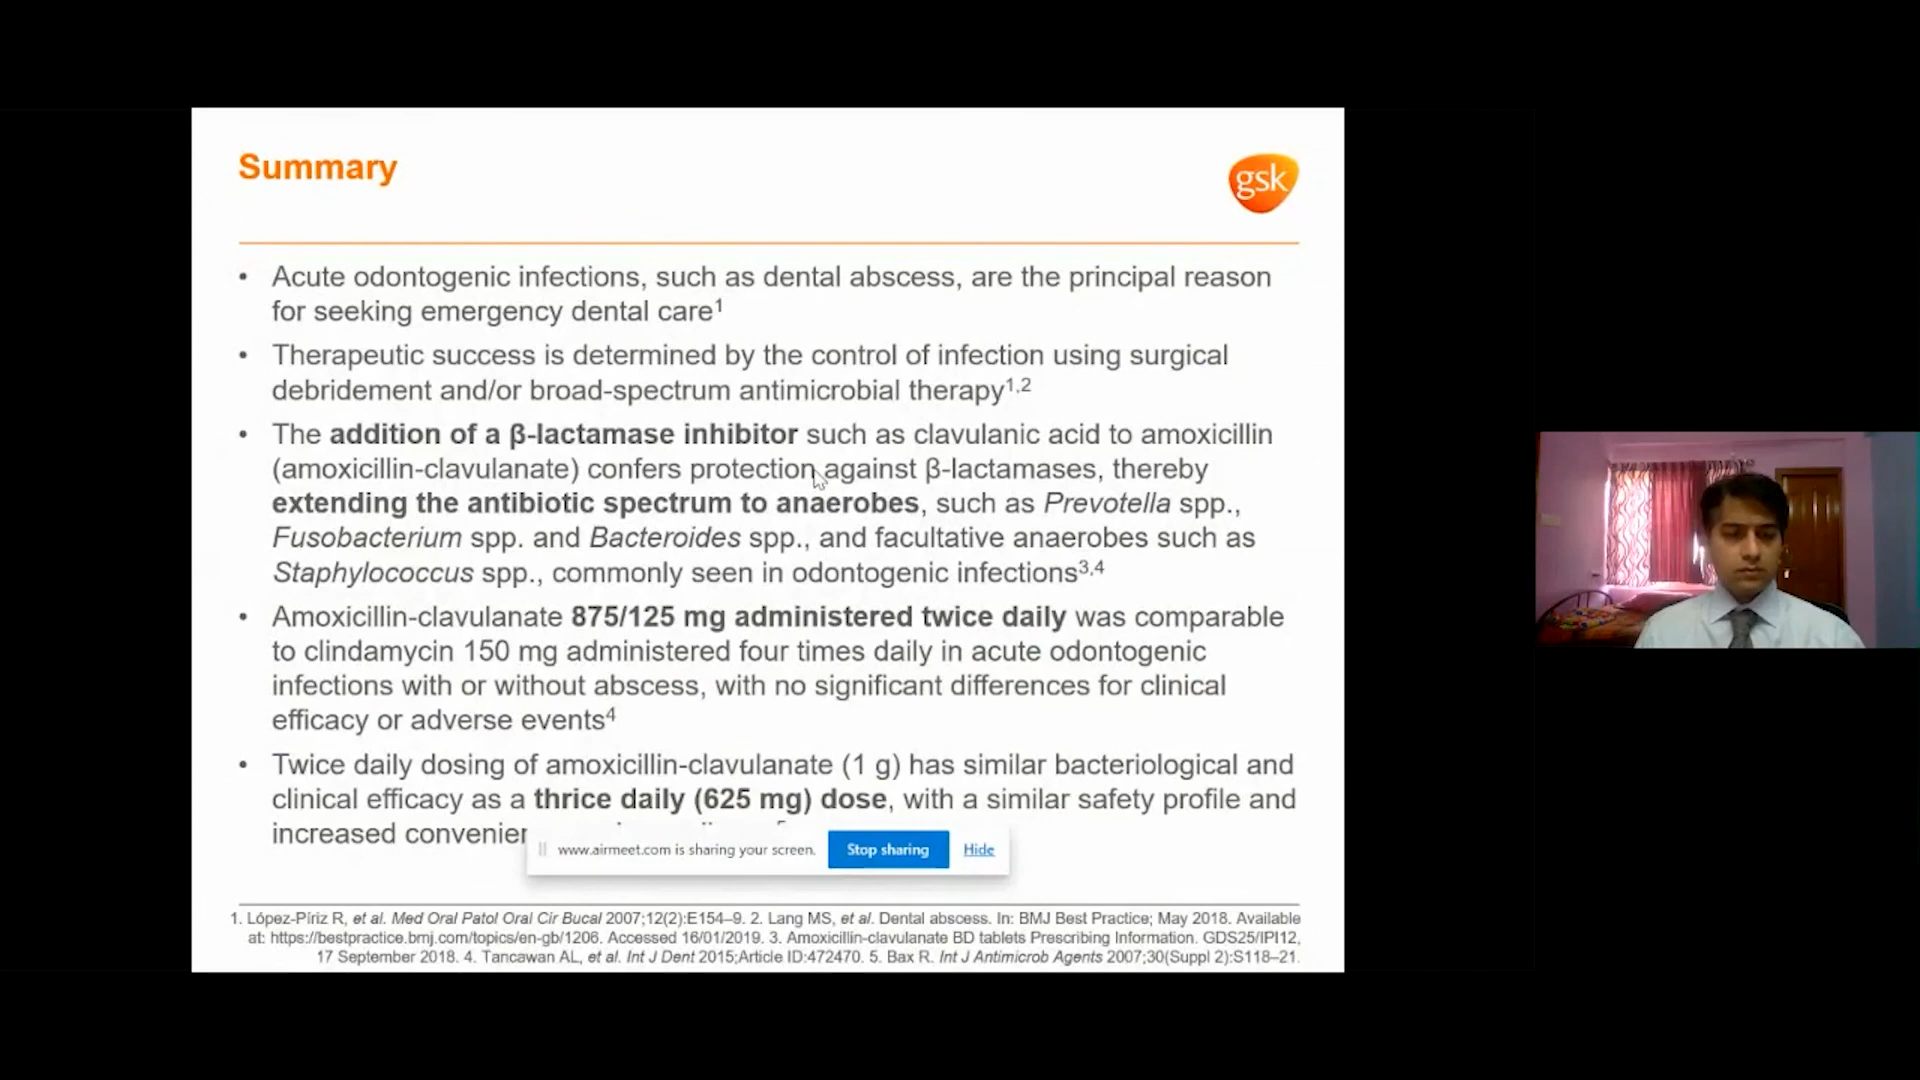 Summary
gsk
• Acute odontogenic infections, such as dental abscess, are the principal reason
for seeking emergency dental care1
• Therapeutic success is determined by the control of infection using surgical
debridement and/or broad-spectrum antimicrobial therapy1,2
• The addition of a β-lactamase inhibitor such as clavulanic acid to amoxicillin
(amoxicillin-clavulanate) confers protection against β-lactamases, thereby
extending the antibiotic spectrum to anaerobes, such as Prevotella spp.,
Fusobacterium spp. and Bacteroides spp., and facultative anaerobes such as
Staphylococcus spp., commonly seen in odontogenic infections3,4
• Amoxicillin-clavulanate 875/125 mg administered twice daily was comparable
to clindamycin 150 mg administered four times daily in acute odontogenic
infections with or without abscess, with no significant differences for clinical
efficacy or adverse events4
• Twice daily dosing of amoxicillin-clavulanate (1 g) has similar bacteriological and
clinical efficacy as a thrice daily (625 mg) dose, with a similar safety profile and
increased
www.airmeet.com is sharing your screen. Stop sharing Hide
1. López-Píriz R, et al. Med Oral Patol Oral Cir Bucal 2007;12(2):E154–9. 2. Lang MS, et al. Dental abscess. In: BMJ Best Practice; May 2018. Available
at: https://bestpractice.bmj.com/topics/en-gb/1206. Accessed 16/01/2019. 3. Amoxicillin-clavulanate BD tablets Prescribing Information. GDS25/IPI12,
17 September 2018. 4. Tancawan AL, et al. Int J Dent 2015;Article ID:472470. 5. Bax R. Int J Antimicrob Agents 2007;30(Suppl 2):S118–21.